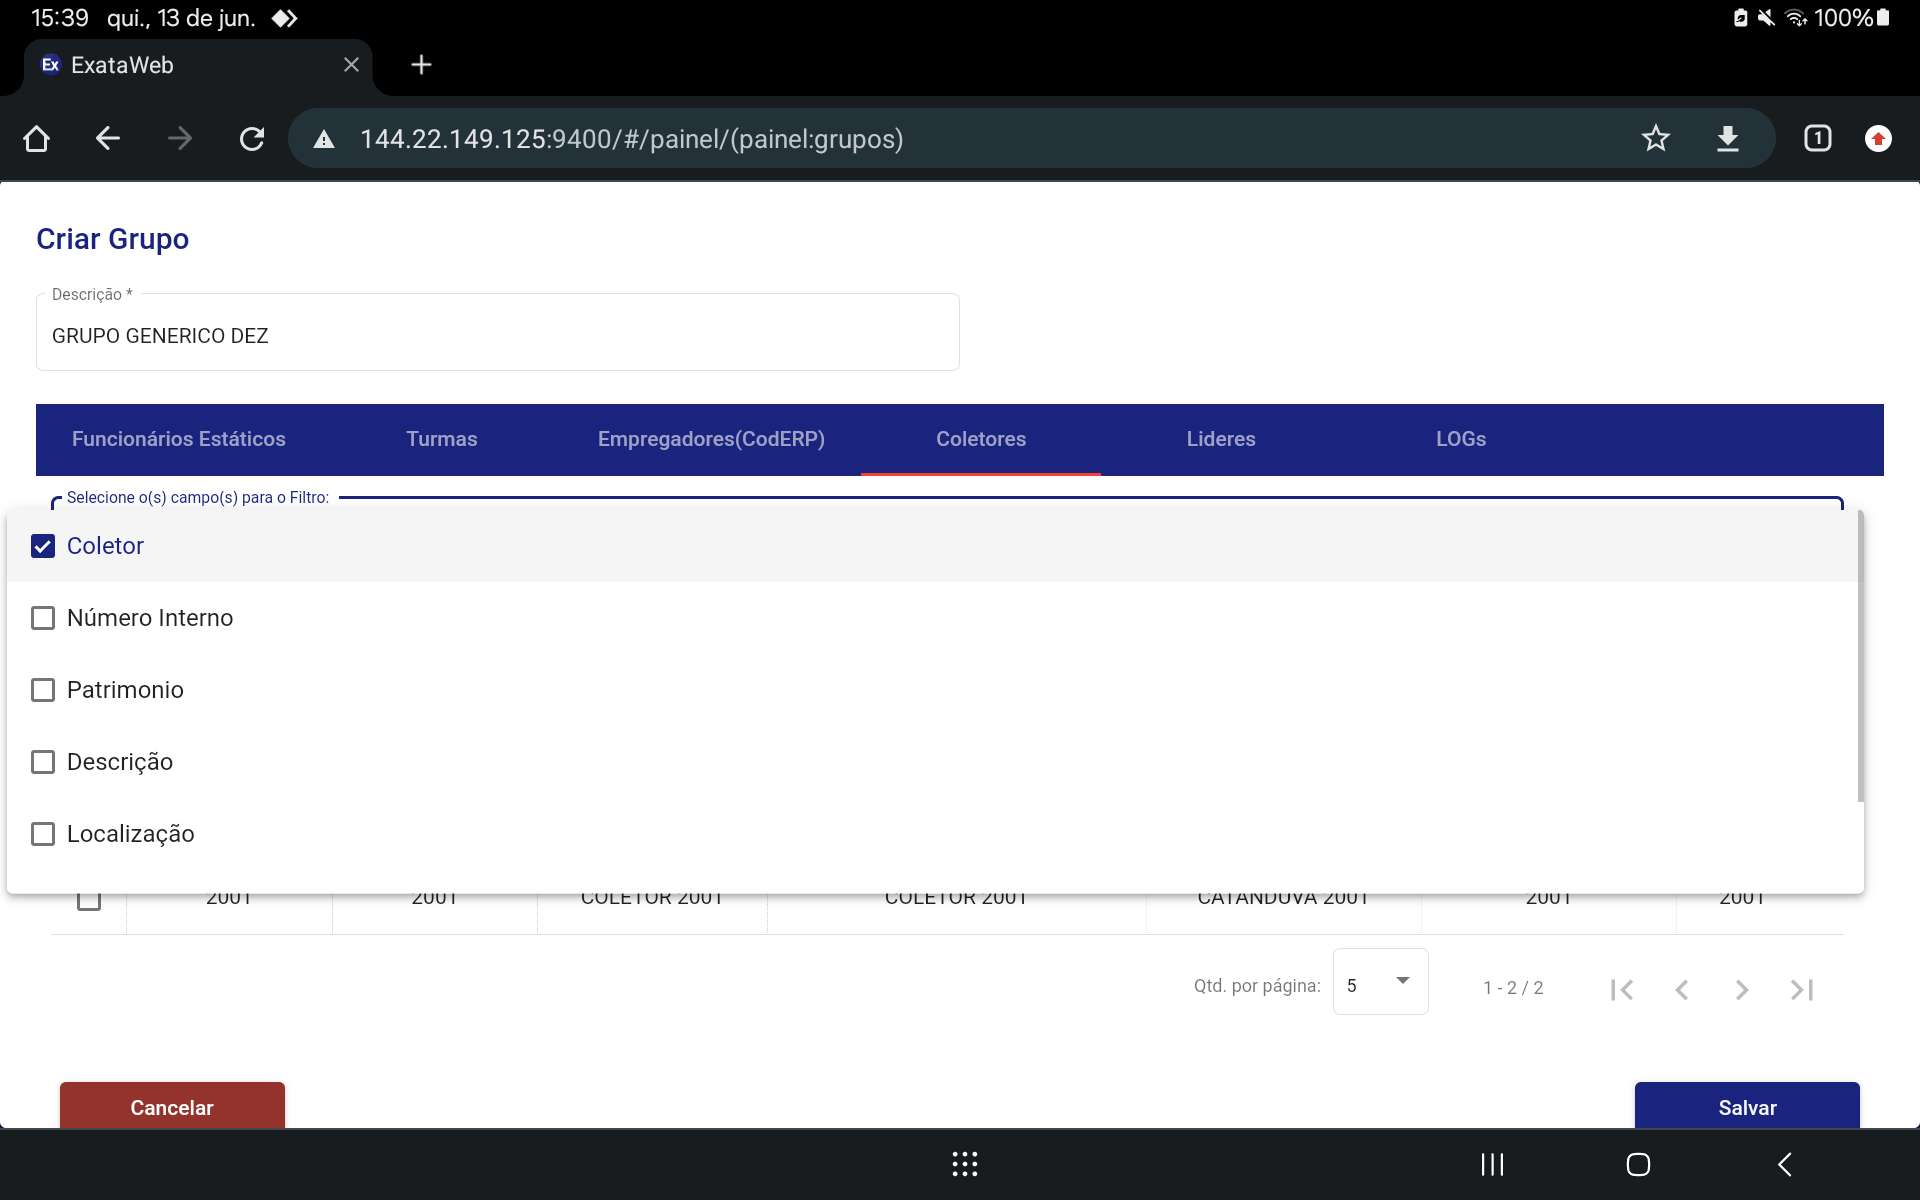 15:39 qui., 13 de jun. 100%
Ex ExataWeb
144.22.149.125:9400/#/painel/(painel:grupos) 1
Criar Grupo
Descrição *
GRUPO GENERICO DEZ
Funcionários Estáticos Turmas Empregadores(CodERP) Coletores Lideres LOGs
Selecione o(s) campo(s) para o Filtro:
Coletor
Número Interno
Patrimonio
Descrição
Localização
2001 2001 COLETOR 2001 COLETOR 2001 CATANDUVA 2001 2001 2001
Qtd. por página: 5 1 - 2 / 2
Cancelar Salvar